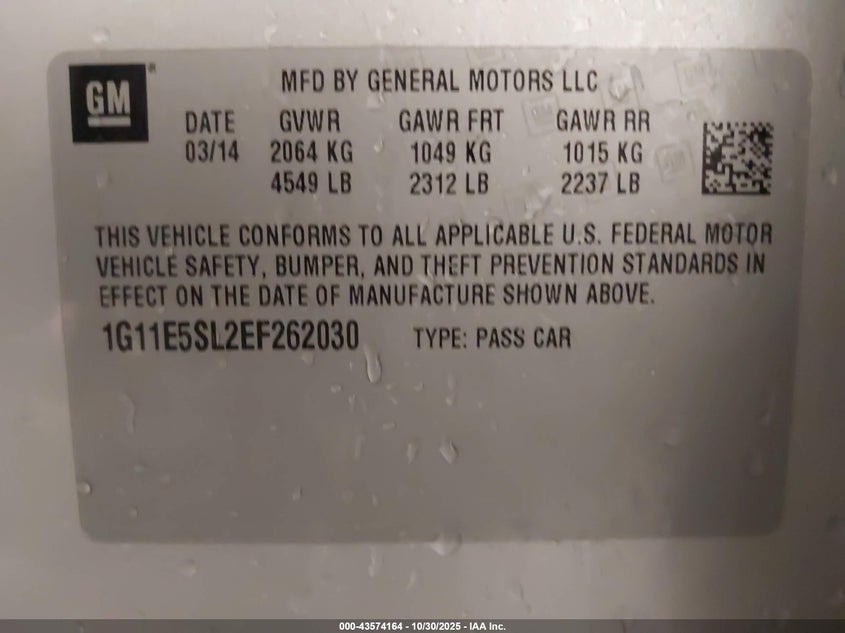 GM ®
MFD BY GENERAL MOTORS LLC
DATE GVWR GAWR FRT GAWR RR
03/14 2064 KG 1049 KG 1015 KG
4549 LB 2312 LB 2237 LB
THIS VEHICLE CONFORMS TO ALL APPLICABLE U.S. FEDERAL MOTOR
VEHICLE SAFETY, BUMPER, AND THEFT PREVENTION STANDARDS IN
EFFECT ON THE DATE OF MANUFACTURE SHOWN ABOVE.
1G11E5SL2EF262030 TYPE: PASS CAR
000-43574164 - 10/30/2025 - IAA Inc.